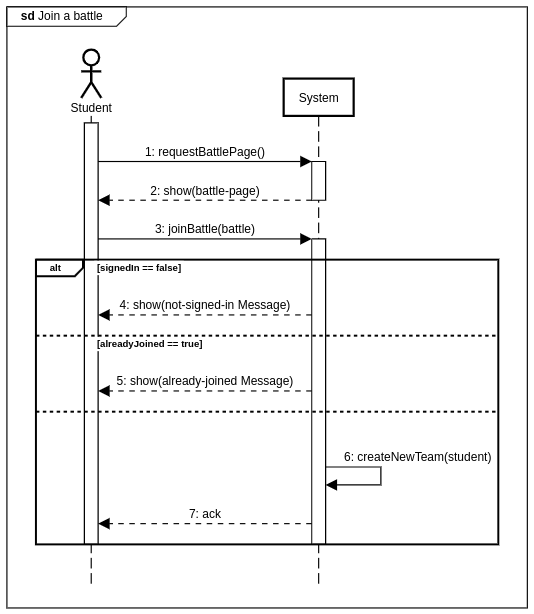 sd Join a battle
Student
System
1: requestBattlePage()
2: show(battle-page)
3: joinBattle(battle)
alt
[signedIn == false]
4: show(not-signed-in Message)
[alreadyJoined == true]
5: show(already-joined Message)
6: createNewTeam(student)
7: ack